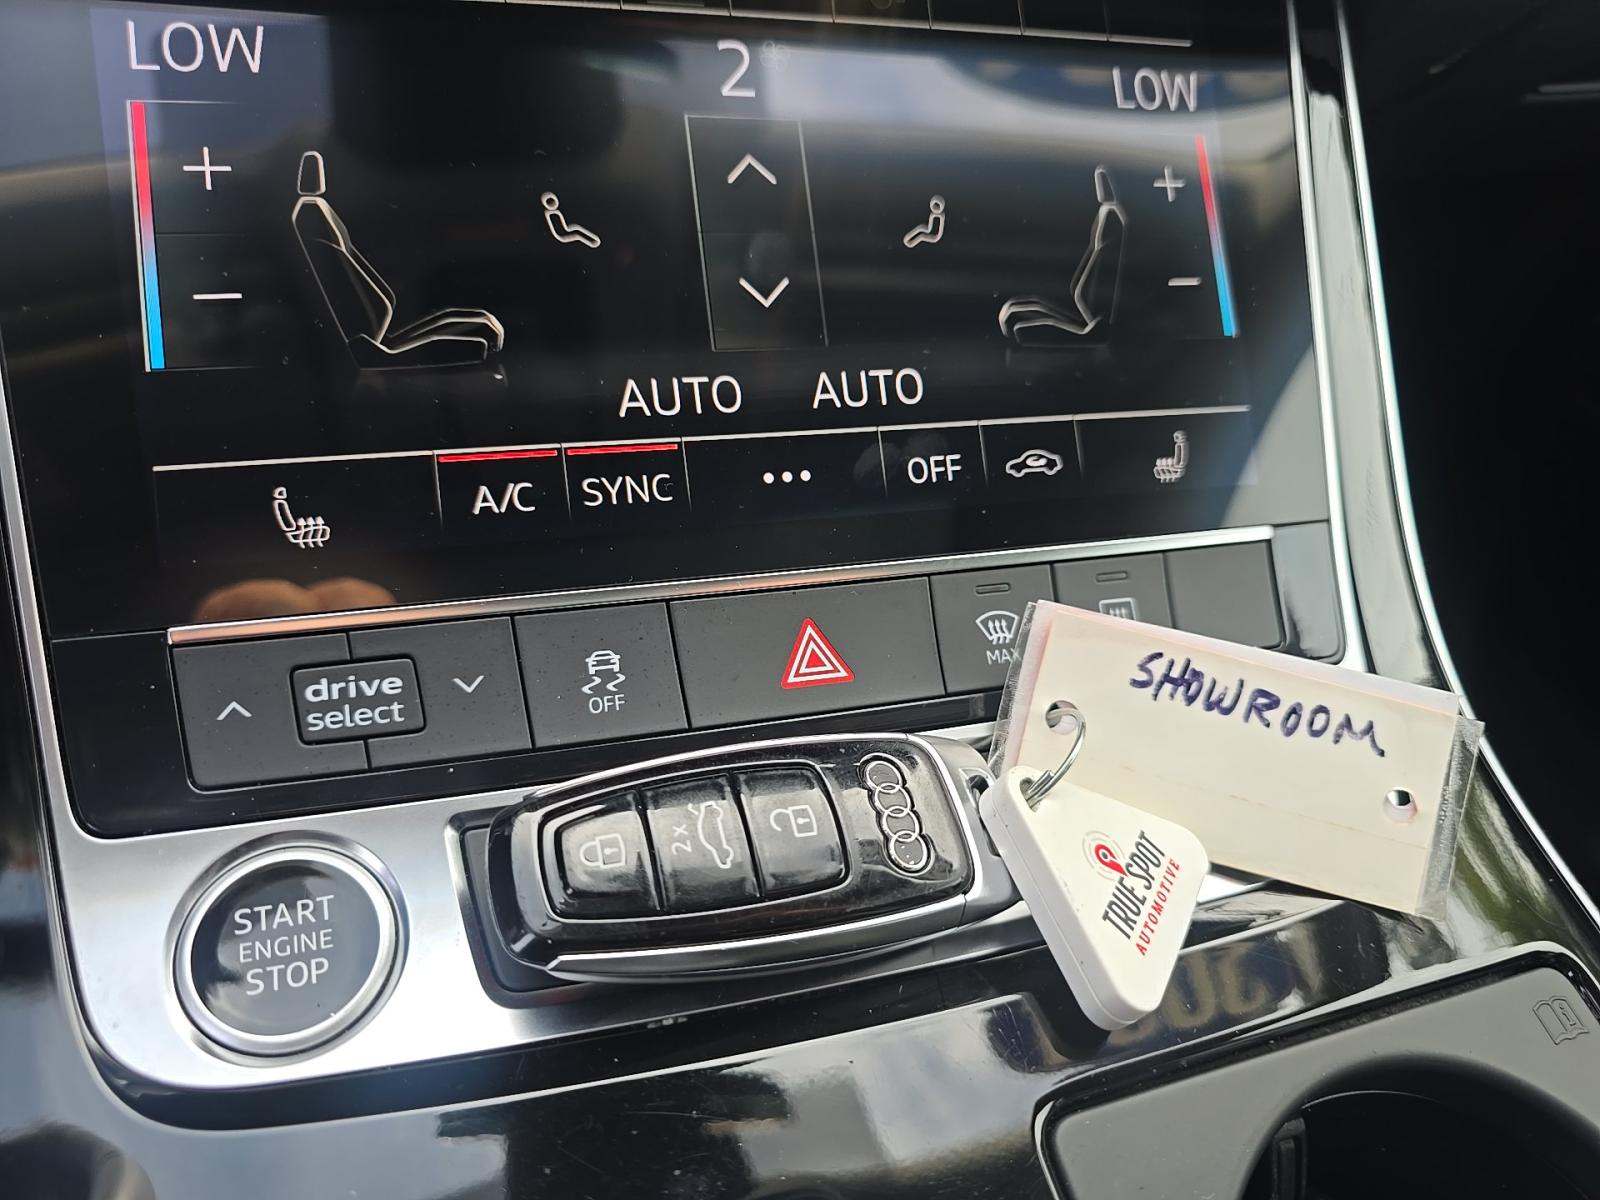 LOW
2
LOW
AUTO AUTO
A/C SYNC OFF
drive
select
OFF
MAX
SHOWROOM
2x
TRUE SPOT
AUTOMOTIVE
START
ENGINE
STOP